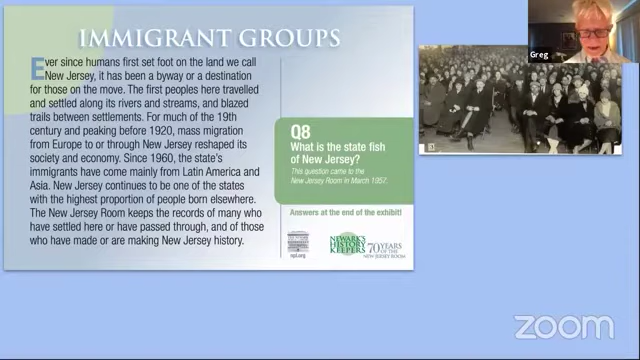 IMMIGRANT GROUPS
Ever since humans first set foot on the land we call
New Jersey, it has been a byway or a destination
for those on the move. The first peoples here travelled
and settled along its rivers and streams, and blazed
trails between settlements. For much of the 19th
century and peaking before 1920, mass migration
from Europe to or through New Jersey reshaped its
society and economy. Since 1960, the state's
immigrants have come mainly from Latin America and
Asia. New Jersey continues to be one of the states
with the highest proportion of people born elsewhere.
The New Jersey Room keeps the records of many who
have settled here or have passed through, and of those
who have made or are making New Jersey history.
Q8
What is the state fish
of New Jersey?
This question came to the
New Jersey Room in March 1957.
Answers at the end of the exhibit!
npl.org
NEWARK'S
HISTORY
KEEPERS
70 YEARS
OF THE
NEW JERSEY ROOM
Greg
zoom